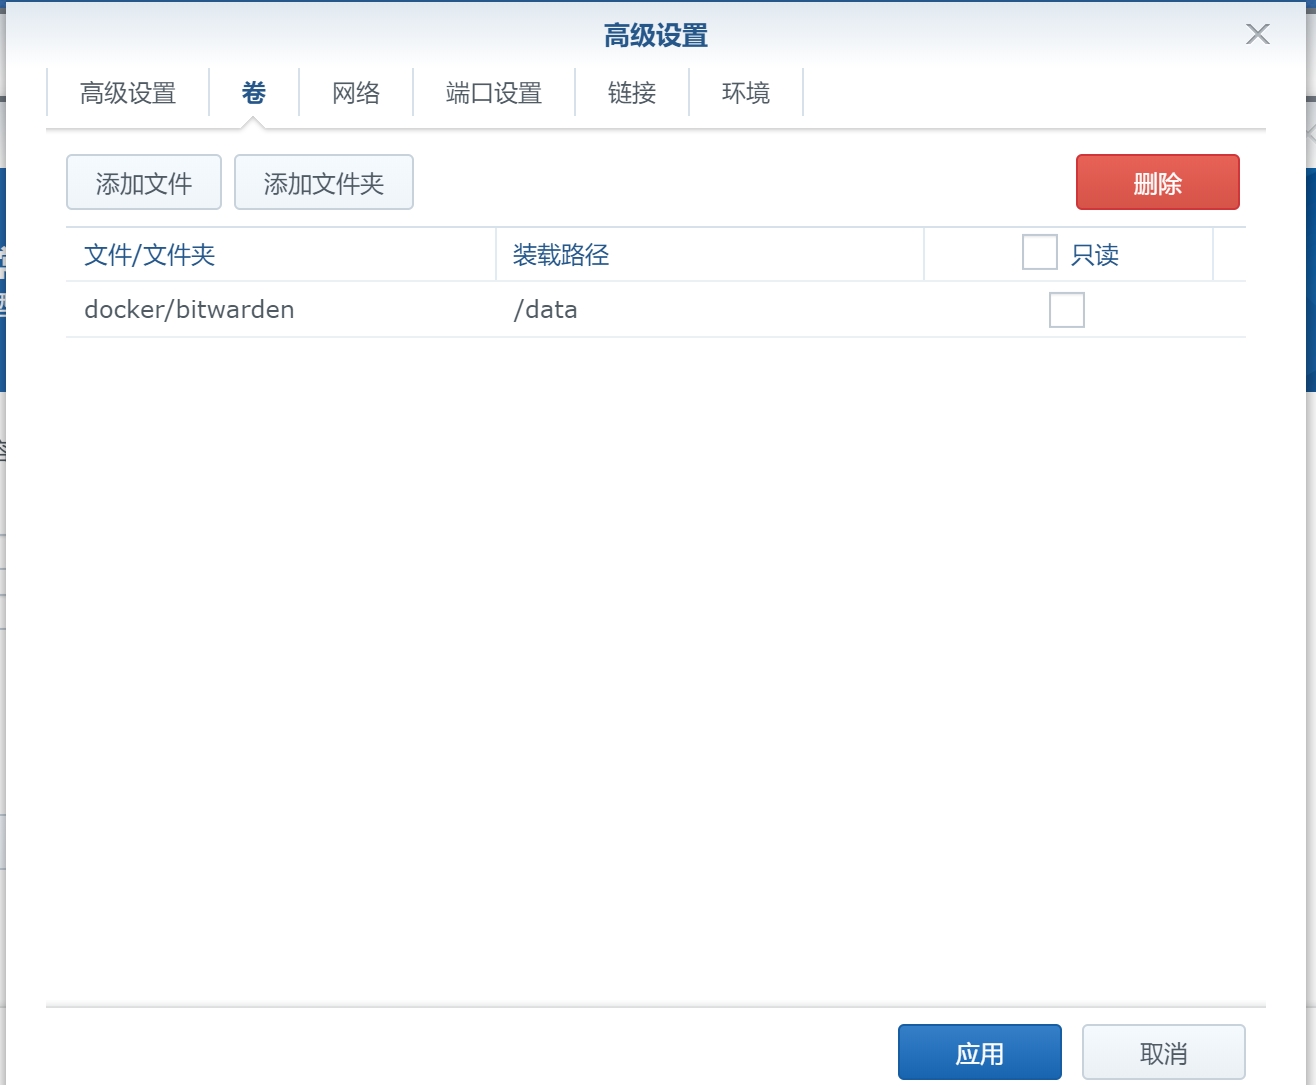 高级设置
高级设置 卷 网络 端口设置 链接 环境
添加文件 添加文件夹 删除
文件/文件夹 装载路径 只读
docker/bitwarden /data
应用 取消